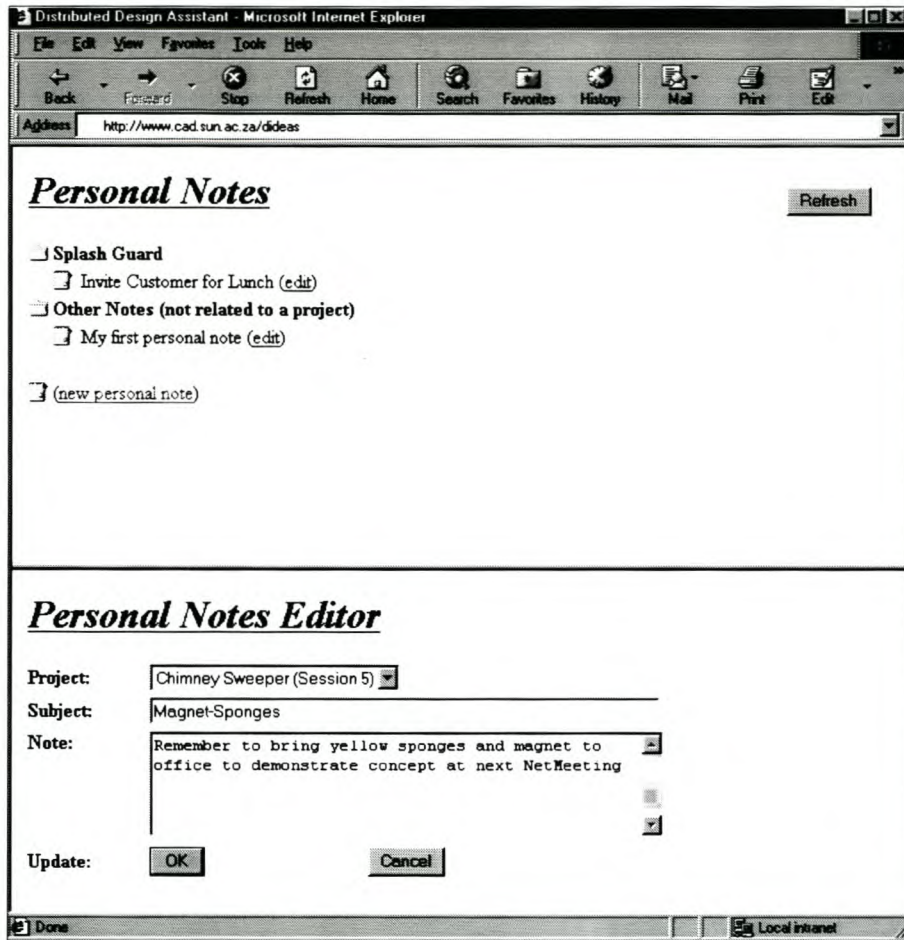 Distributed Design Assistant - Microsoft Internet Explorer
File Edit View Favorites Tools Help
Back Forward Stop Refresh Home Search Favorites History Mail Print Edit
Address http://www.cad.sun.ac.za/dideas
Personal Notes
Refresh
Splash Guard
Invite Customer for Lunch (edit)
Other Notes (not related to a project)
My first personal note (edit)
(new personal note)
Personal Notes Editor
Project: Chimney Sweeper (Session 5)
Subject: Magnet-Sponges
Note: Remember to bring yellow sponges and magnet to
office to demonstrate concept at next NetMeeting
Update: OK Cancel
Done Local intranet